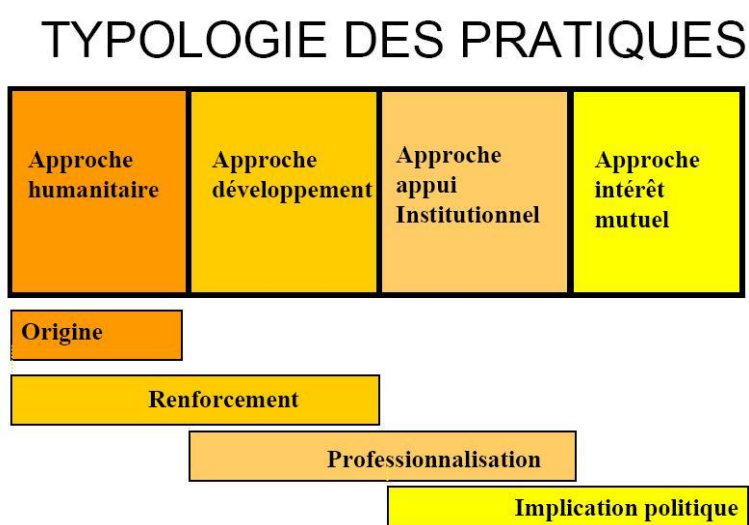 TYPOLOGIE DES PRATIQUES
Approche
humanitaire
Approche
développement
Approche
appui
Institutionnel
Approche
intérêt
mutuel
Origine
Renforcement
Professionnalisation
Implication politique